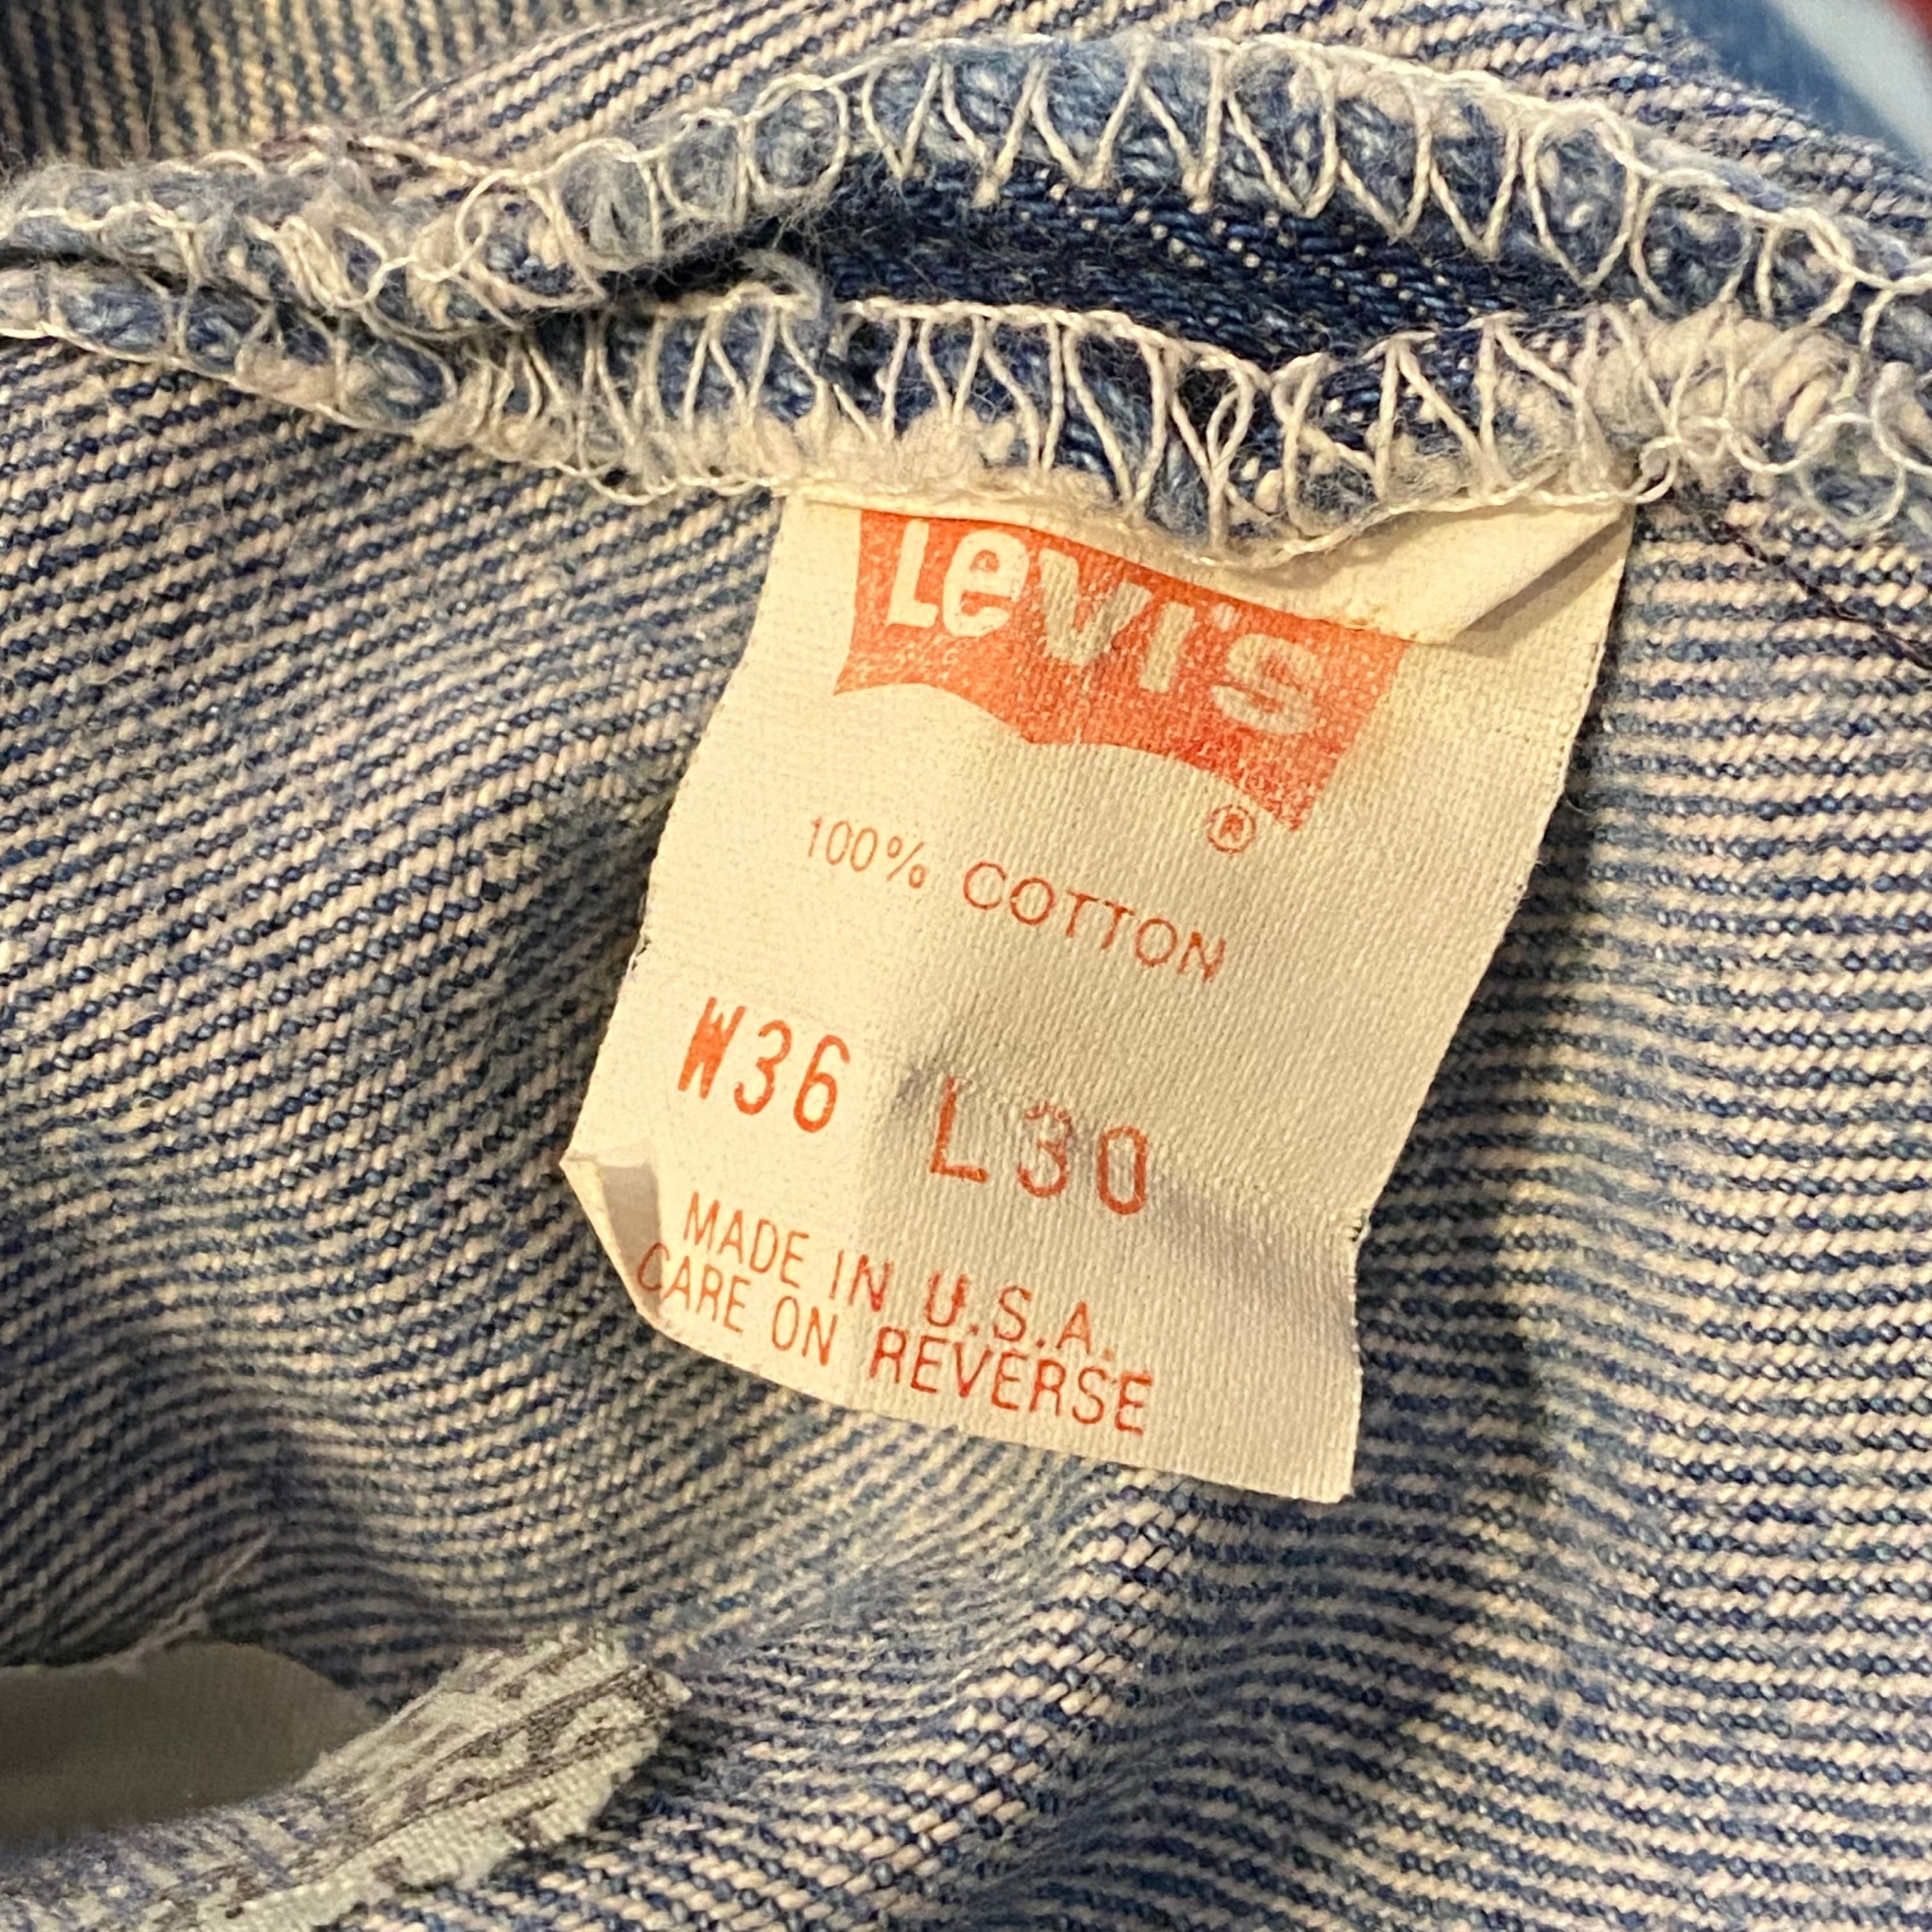 Levi's
®
100% COTTON
W36 L30
MADE IN U.S.A.
CARE ON REVERSE